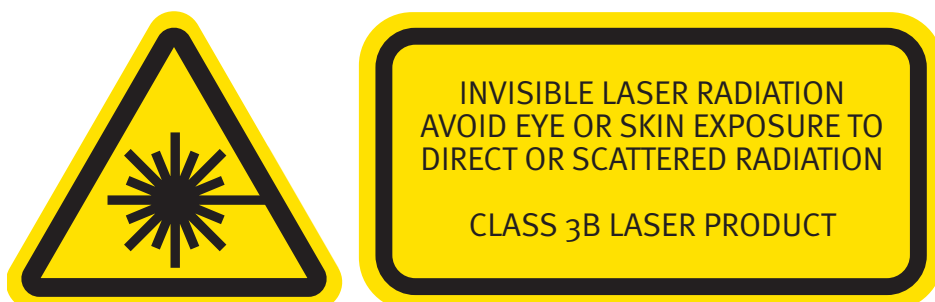 INVISIBLE LASER RADIATION
AVOID EYE OR SKIN EXPOSURE TO
DIRECT OR SCATTERED RADIATION
CLASS 3B LASER PRODUCT